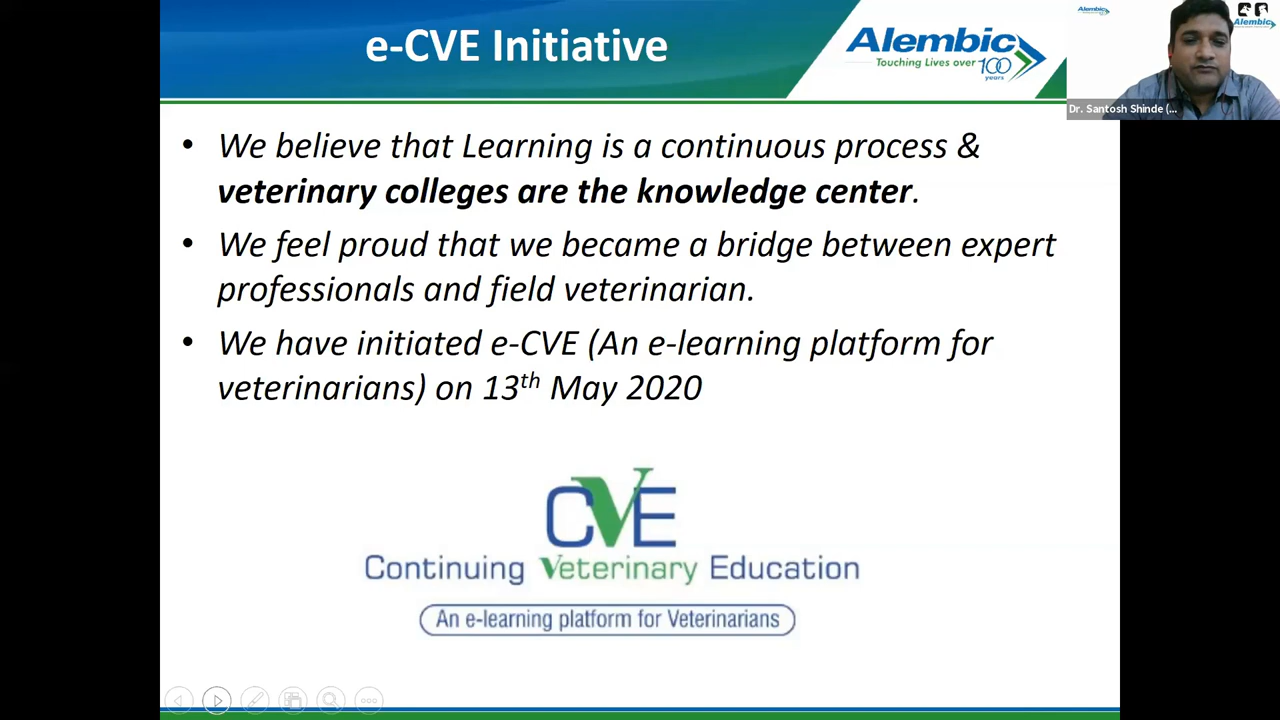 e-CVE Initiative
Alembic
Touching Lives over 100 years
Alembic
Alembic
Dr. Santosh Shinde (...
• We believe that Learning is a continuous process &
veterinary colleges are the knowledge center.
• We feel proud that we became a bridge between expert
professionals and field veterinarian.
• We have initiated e-CVE (An e-learning platform for
veterinarians) on 13th May 2020
CVE
Continuing Veterinary Education
An e-learning platform for Veterinarians